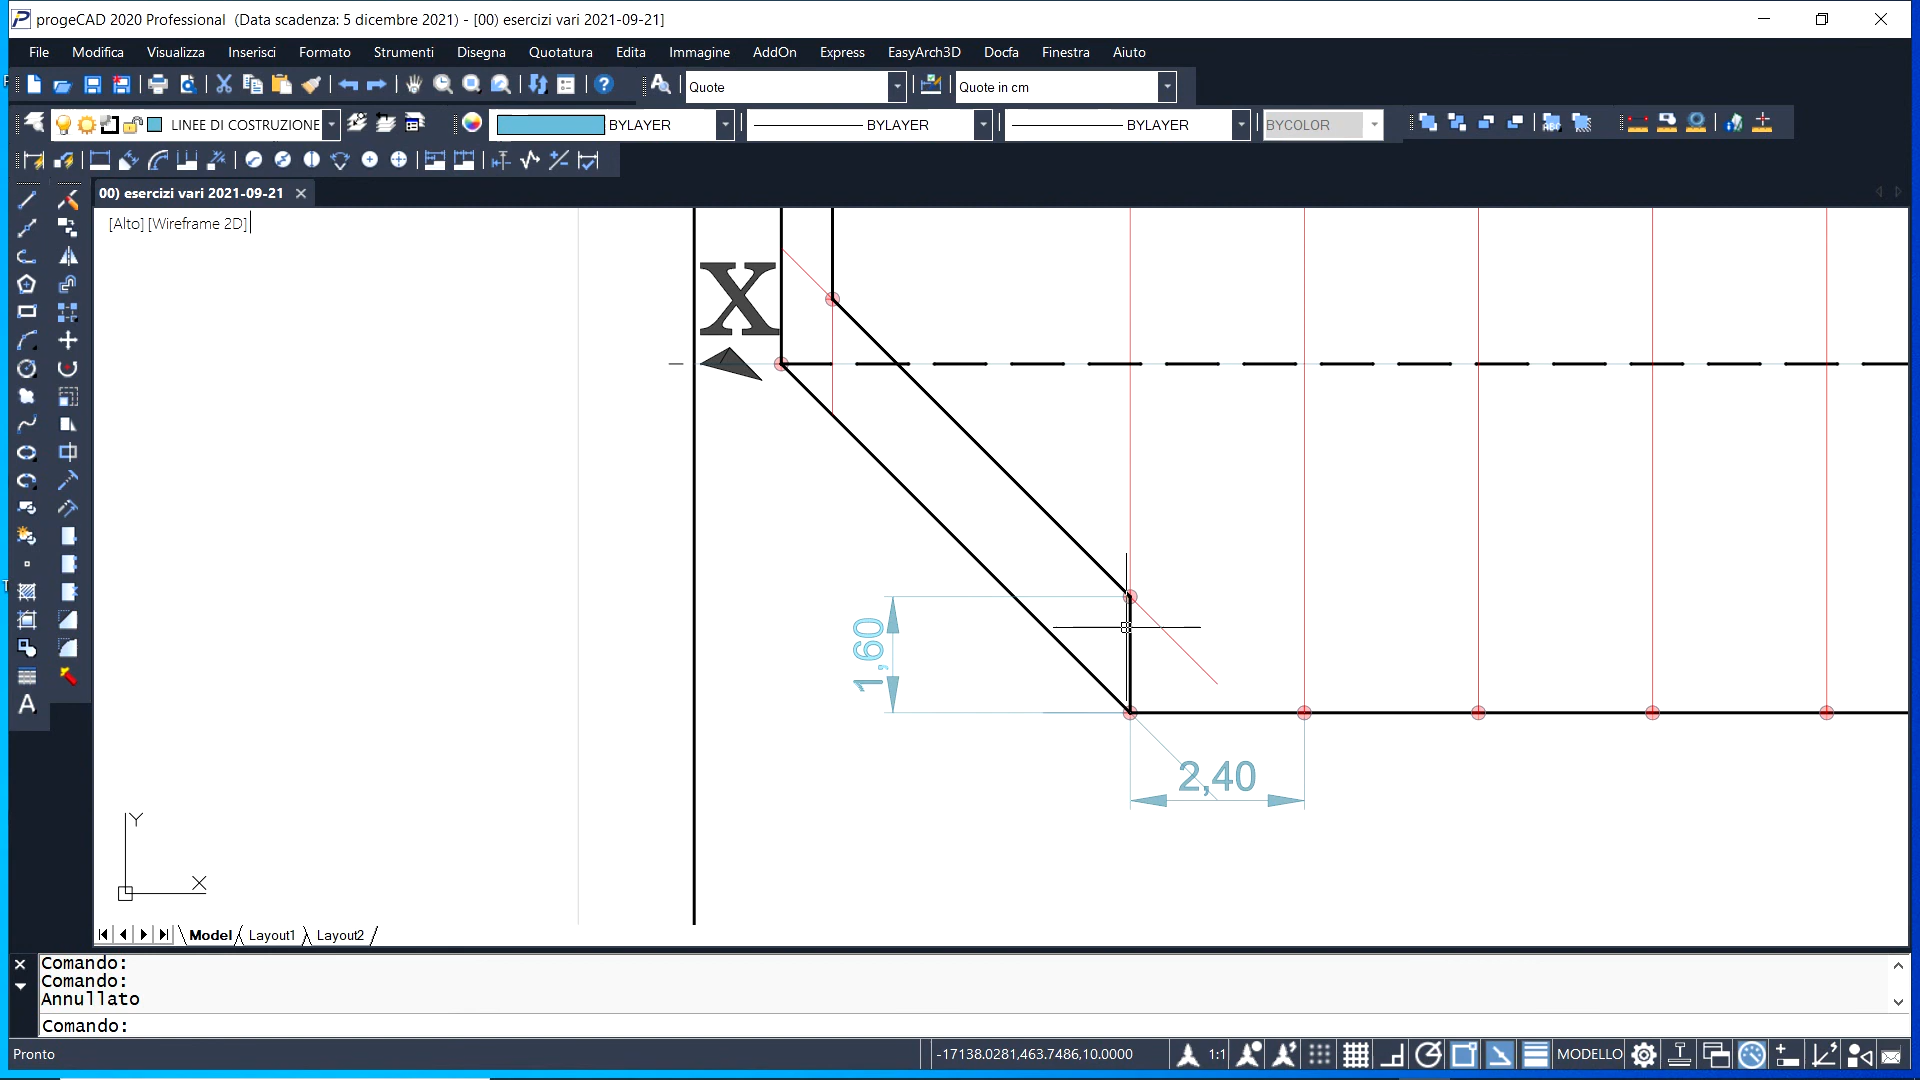 progeCAD 2020 Professional (Data scadenza: 5 dicembre 2021) - [00) esercizi vari 2021-09-21]
File Modifica Visualizza Inserisci Formato Strumenti Disegna Quotatura Edita Immagine AddOn Express EasyArch3D Docfa Finestra Aiuto
Quote Quote in cm
LINEE DI COSTRUZIONE BYLAYER BYLAYER BYLAYER BYCOLOR
00) esercizi vari 2021-09-21
[Alto] [Wireframe 2D]
X
1,60
2,40
Y
X
Model Layout1 Layout2
Comando:
Comando:
Annullato
Comando:
Pronto -17138.0281,463.7486,10.0000 1:1 MODELLO